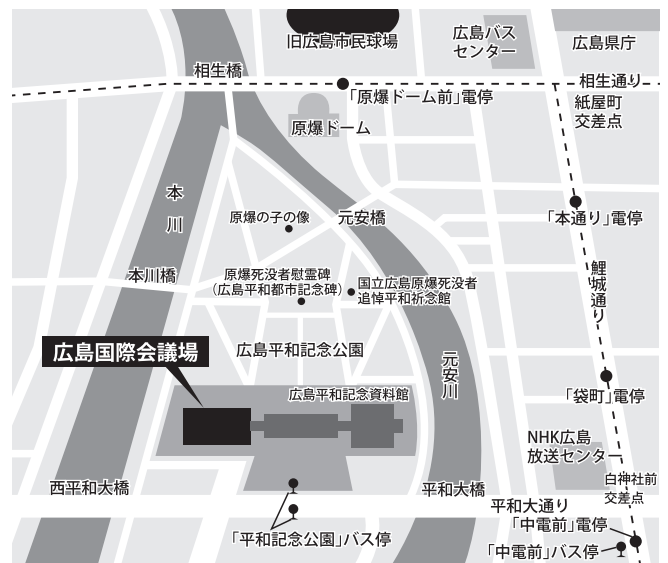 旧広島市民球場
広島バス
センター
広島県庁
相生橋
相生通り
「原爆ドーム前」電停
紙屋町
交差点
原爆ドーム
本川
原爆の子の像
元安橋
「本通り」電停
本川橋
原爆死没者慰霊碑
（広島平和都市記念碑）
国立広島原爆死没者
追悼平和祈念館
鯉城通り
広島国際会議場
広島平和記念公園
元安川
広島平和記念資料館
「袋町」電停
NHK広島
放送センター
白神社前
交差点
西平和大橋
平和大橋
平和大通り
「中電前」電停
「平和記念公園」バス停
「中電前」バス停